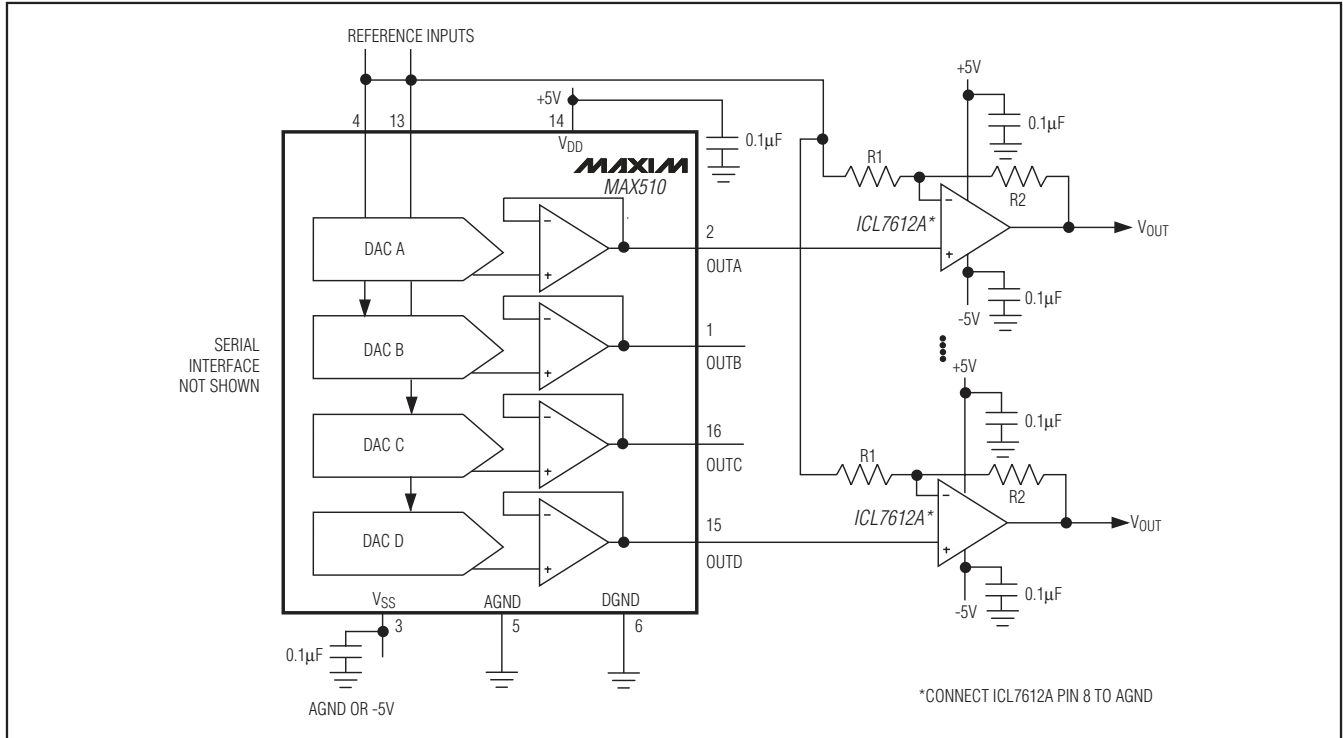 REFERENCE INPUTS
+5V
4
13
14
VDD
0.1µF
MAXIM
MAX510
+5V
0.1µF
R1
R2
ICL7612A*
-
+
VOUT
0.1µF
-5V
DAC A
-
+
2
OUTA
DAC B
-
+
1
OUTB
SERIAL
INTERFACE
NOT SHOWN
DAC C
-
+
16
OUTC
DAC D
-
+
15
OUTD
+5V
0.1µF
R1
R2
ICL7612A*
-
+
VOUT
0.1µF
-5V
VSS
AGND
DGND
3
5
6
0.1µF
AGND OR -5V
*CONNECT ICL7612A PIN 8 TO AGND